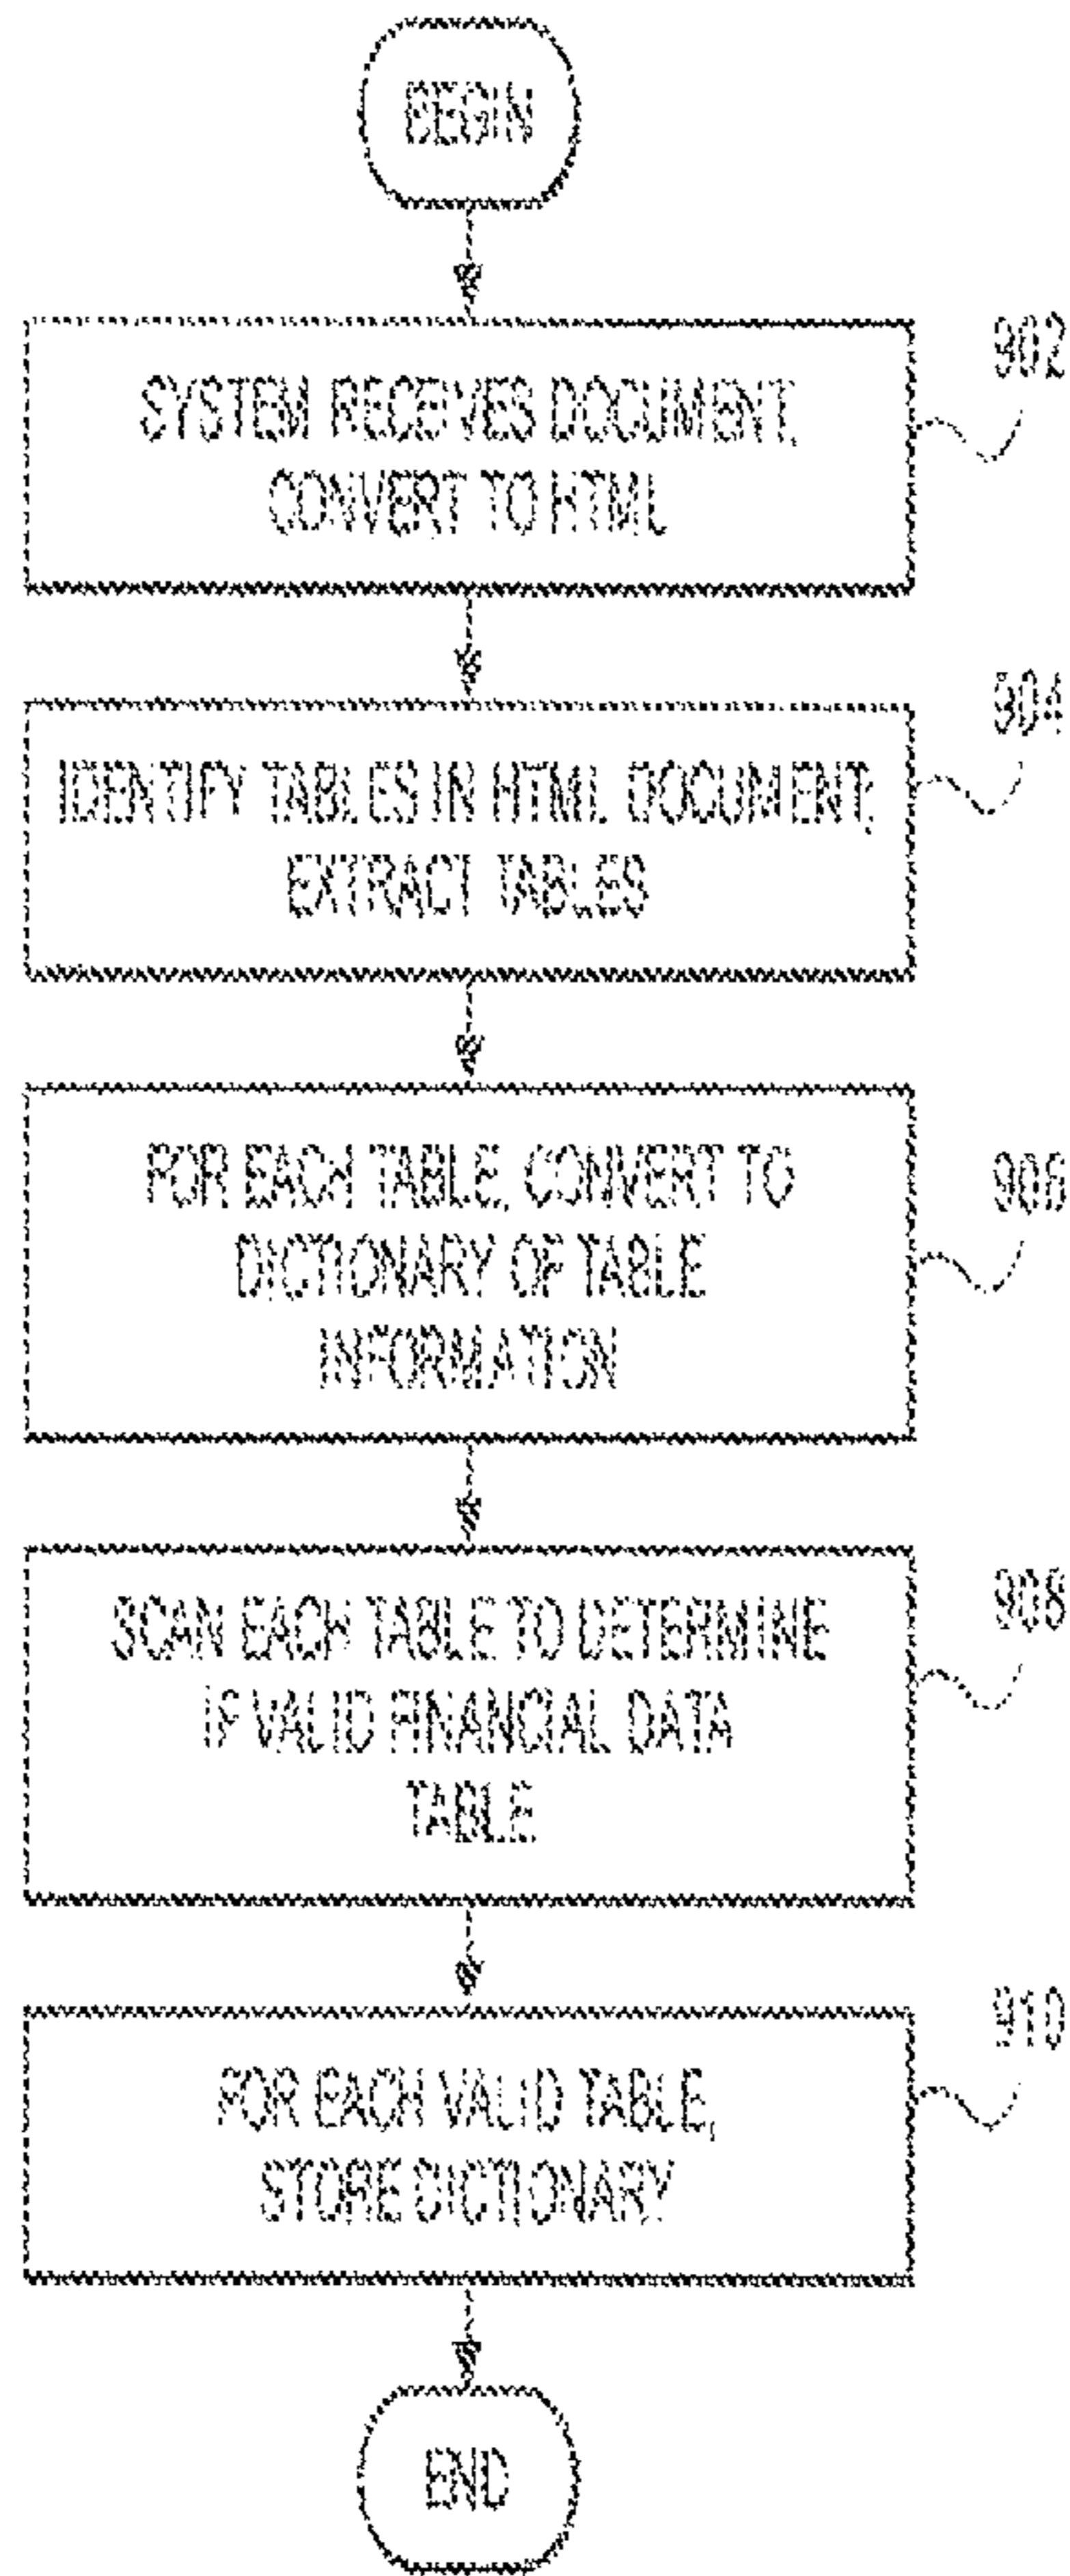 BEGIN
SYSTEM RECEIVES DOCUMENT,
CONVERT TO HTML
902
IDENTIFY TABLES IN HTML DOCUMENT,
EXTRACT TABLES
904
FOR EACH TABLE, CONVERT TO
DICTIONARY OF TABLE
INFORMATION
906
SCAN EACH TABLE TO DETERMINE
IF VALID FINANCIAL DATA
TABLE
908
FOR EACH VALID TABLE,
STORE DICTIONARY
910
END